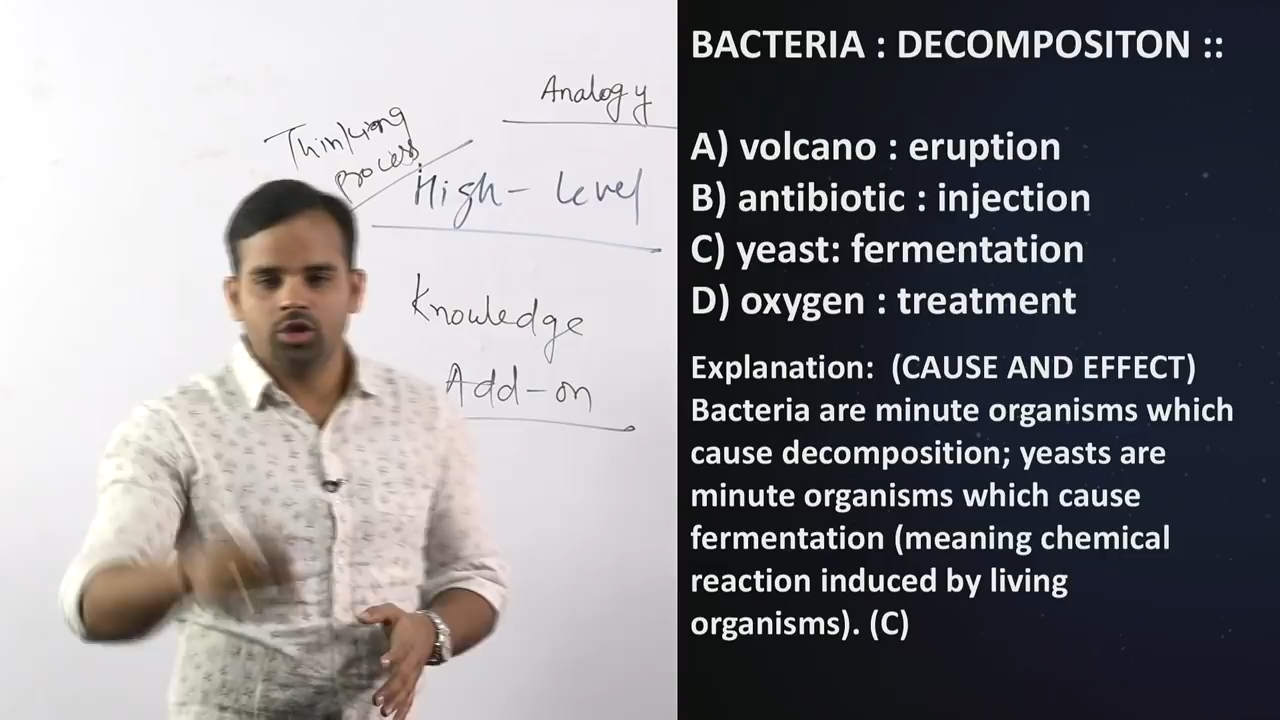 Analogy
Thinking
process
High-Level
Knowledge
Add-on
BACTERIA : DECOMPOSITON ::
A) volcano : eruption
B) antibiotic : injection
C) yeast: fermentation
D) oxygen : treatment
Explanation: (CAUSE AND EFFECT)
Bacteria are minute organisms which
cause decomposition; yeasts are
minute organisms which cause
fermentation (meaning chemical
reaction induced by living
organisms). (C)